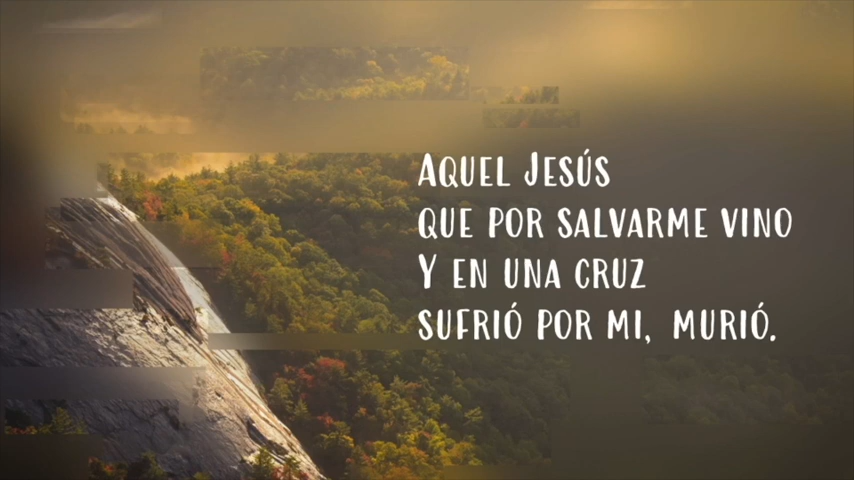 Aquel Jesús
que por salvarme vino
Y en una cruz
sufrió por mi, murió.